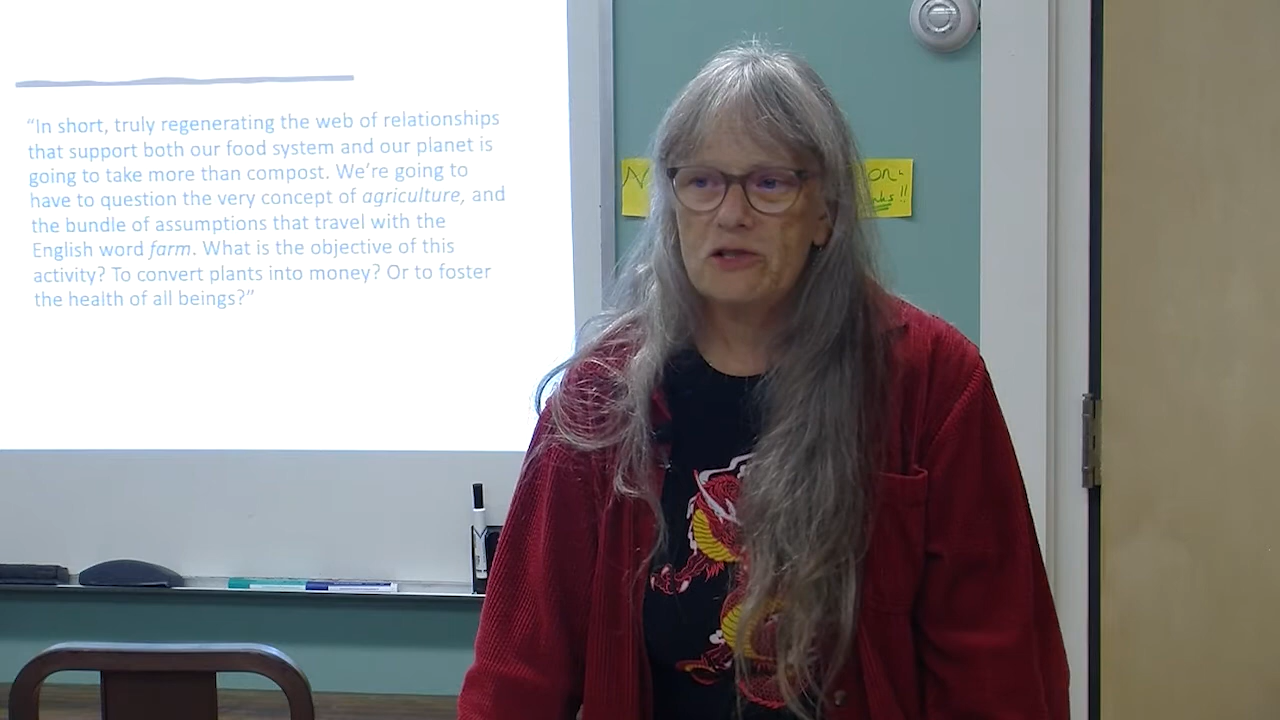 “In short, truly regenerating the web of relationships
that support both our food system and our planet is
going to take more than compost. We’re going to
have to question the very concept of agriculture, and
the bundle of assumptions that travel with the
English word farm. What is the objective of this
activity? To convert plants into money? Or to foster
the health of all beings?”